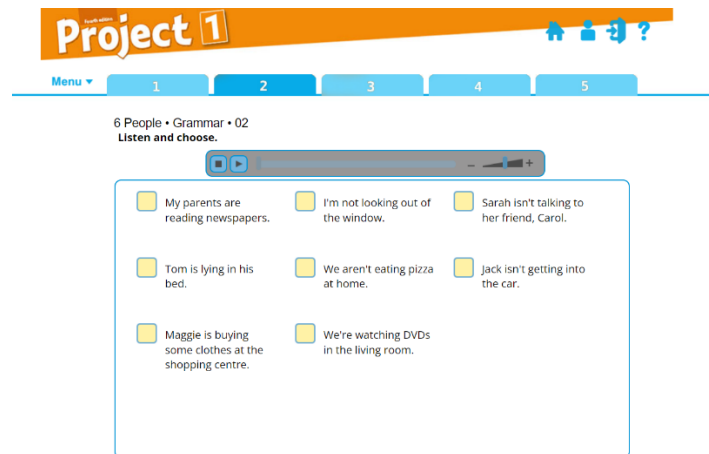 fourth edition
Project 1
?
Menu
1 2 3 4 5
6 People • Grammar • 02
Listen and choose.
– +
My parents are
reading newspapers.
I'm not looking out of
the window.
Sarah isn't talking to
her friend, Carol.
Tom is lying in his
bed.
We aren't eating pizza
at home.
Jack isn't getting into
the car.
Maggie is buying
some clothes at the
shopping centre.
We're watching DVDs
in the living room.